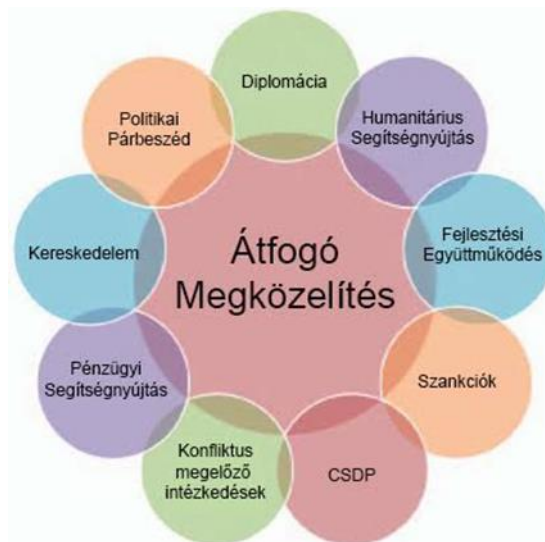 Diplomácia
Humanitárius
Segítségnyújtás
Fejlesztési
Együttműködés
Szankciók
CSDP
Konfliktus
megelőző
intézkedések
Pénzügyi
Segítségnyújtás
Kereskedelem
Politikai
Párbeszéd
Átfogó
Megközelítés